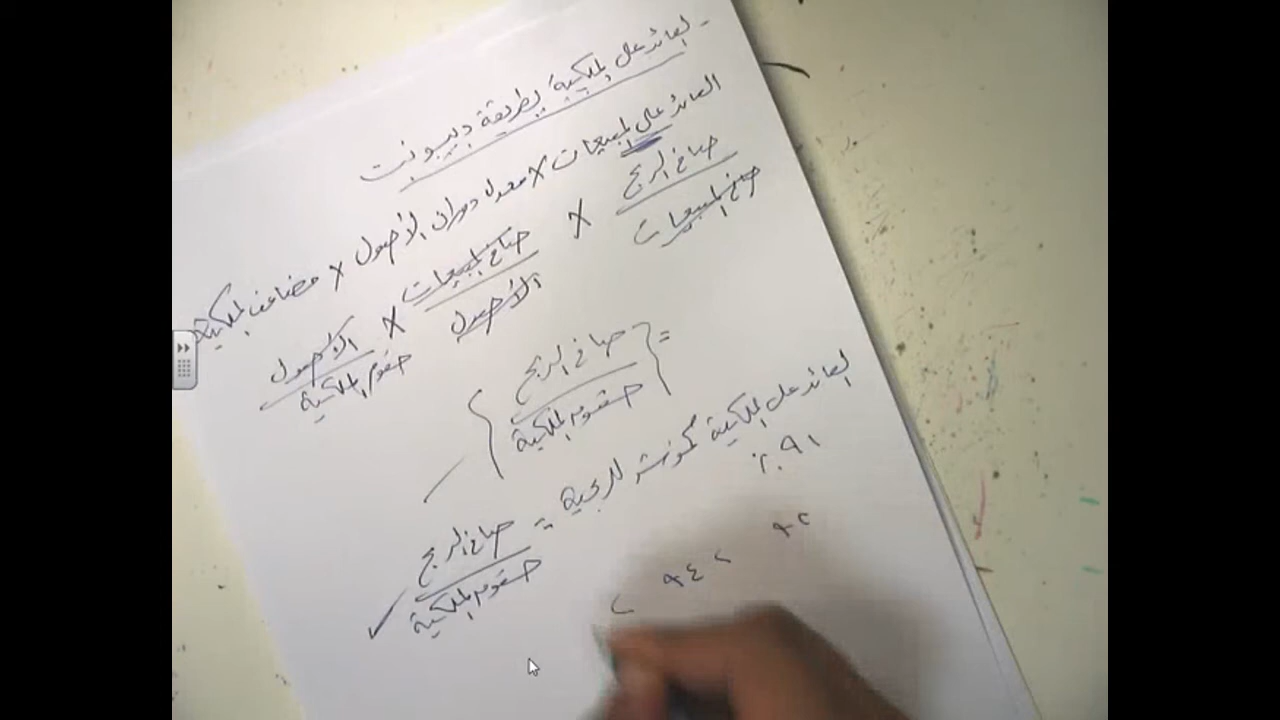 - العائد على الملكية بطريقة ديبونت
العائد على المبيعات × معدل دوران الأصول × مضاعف الملكية
صافي الربح / صافي المبيعات × صافي المبيعات / الأصول × الأصول / حقوق الملكية
= { صافي الربح / حقوق الملكية }
العائد على الملكية كمؤشر للربحية = صافي الربح / حقوق الملكية
٩١٪